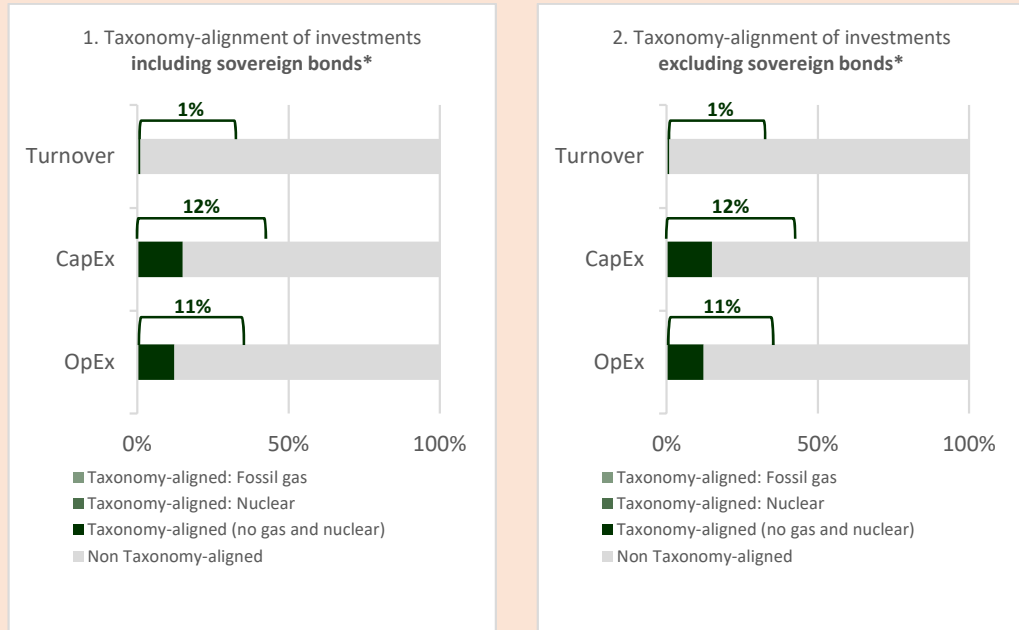 1. Taxonomy-alignment of investments
including sovereign bonds*
1%
Turnover
12%
CapEx
11%
OpEx
0% 50% 100%
Taxonomy-aligned: Fossil gas
Taxonomy-aligned: Nuclear
Taxonomy-aligned (no gas and nuclear)
Non Taxonomy-aligned
2. Taxonomy-alignment of investments
excluding sovereign bonds*
1%
Turnover
12%
CapEx
11%
OpEx
0% 50% 100%
Taxonomy-aligned: Fossil gas
Taxonomy-aligned: Nuclear
Taxonomy-aligned (no gas and nuclear)
Non Taxonomy-aligned